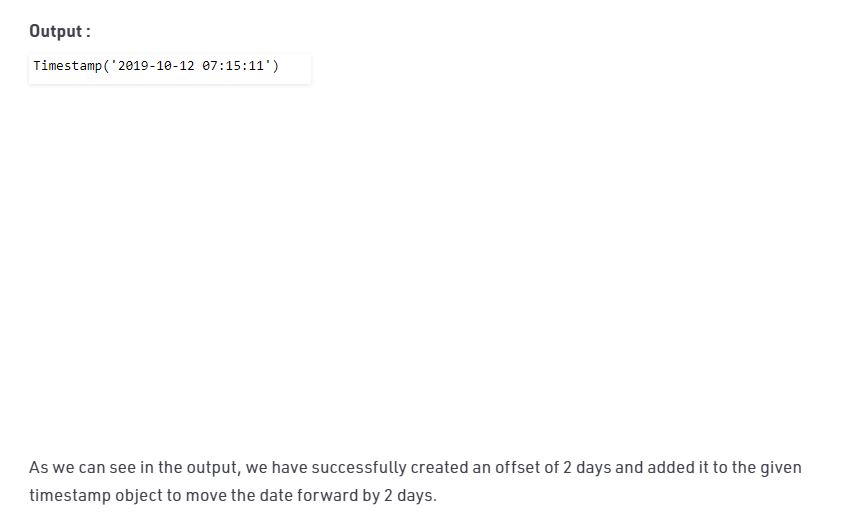 Output :
Timestamp('2019-10-12 07:15:11')
As we can see in the output, we have successfully created an offset of 2 days and added it to the given
timestamp object to move the date forward by 2 days.